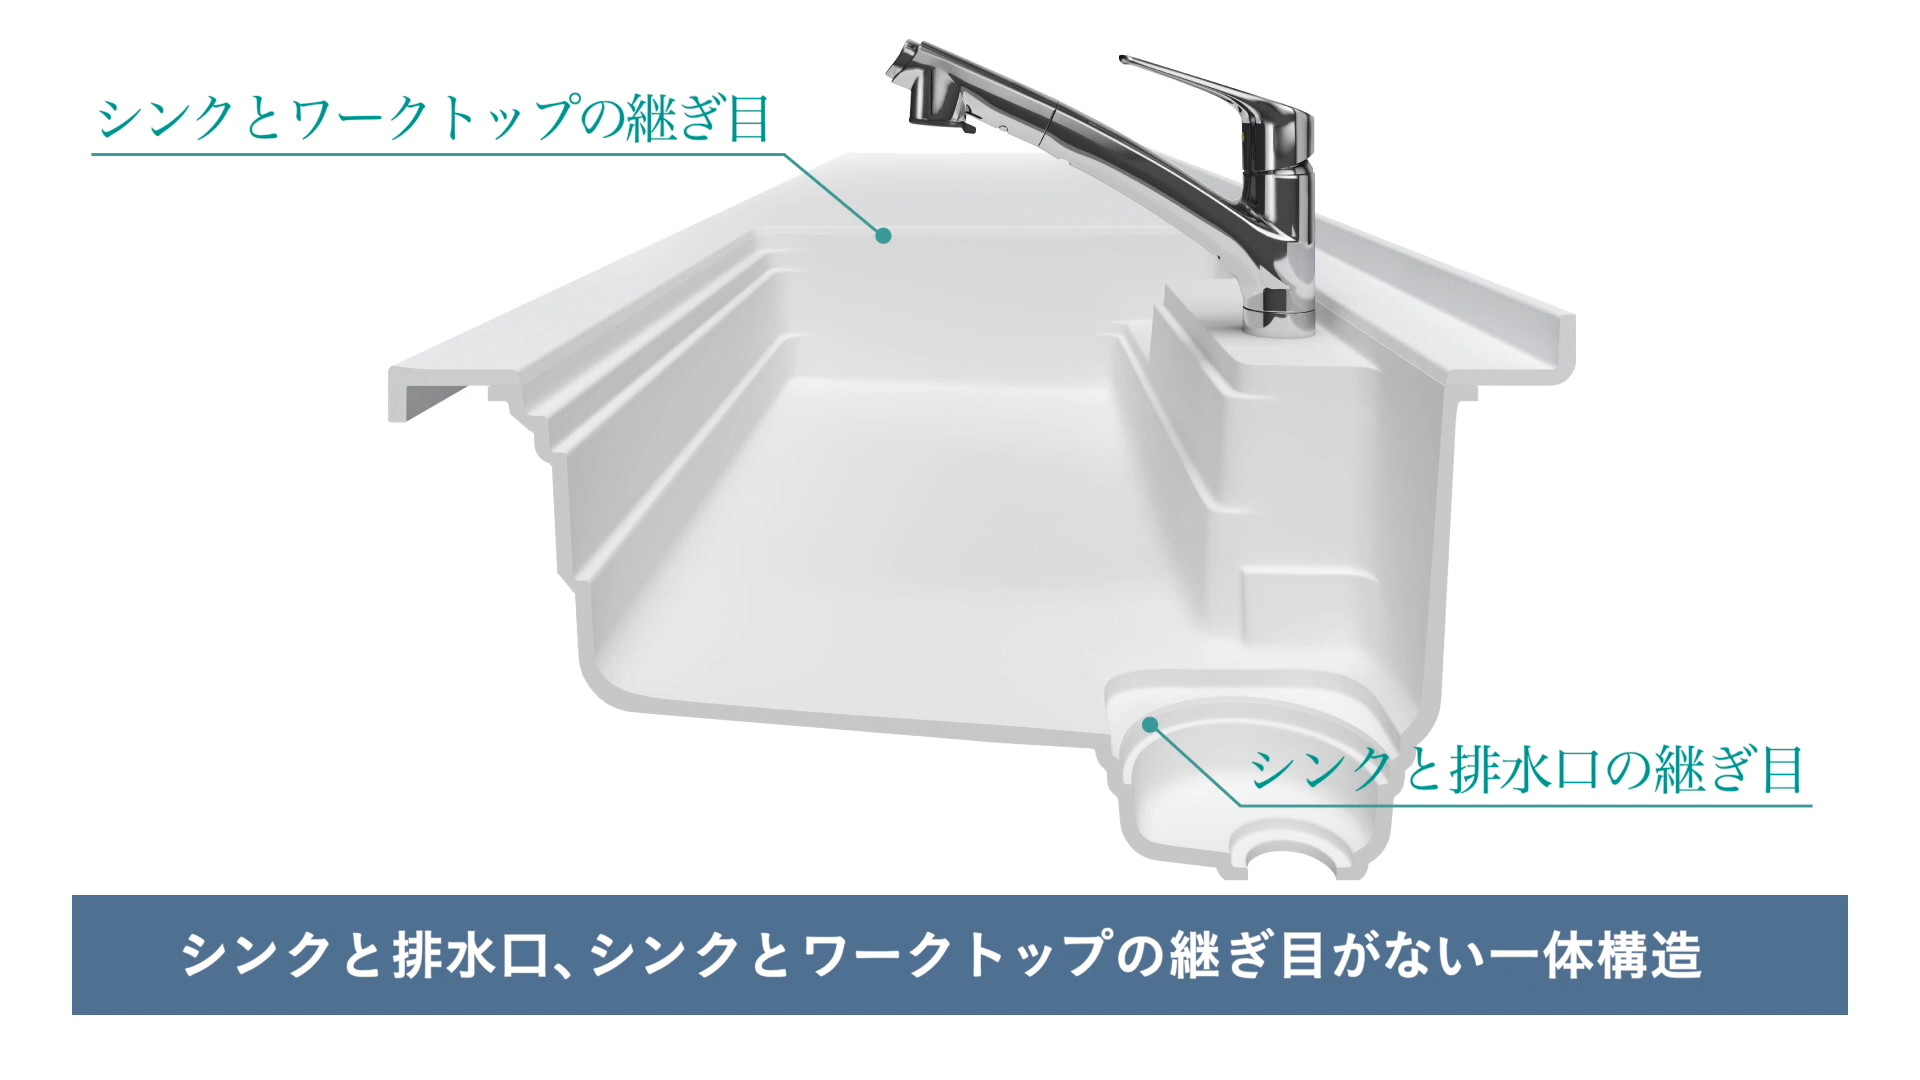 シンクとワークトップの継ぎ目
シンクと排水口の継ぎ目
シンクと排水口、シンクとワークトップの継ぎ目がない一体構造